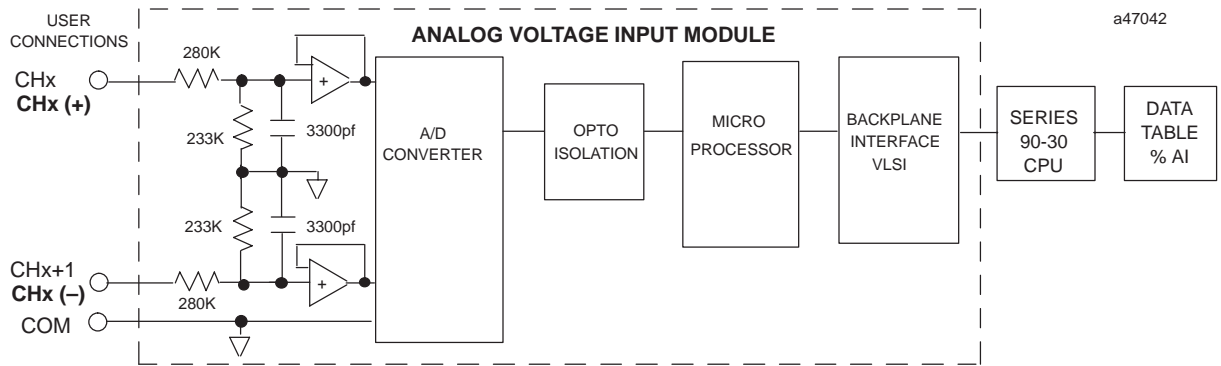 USER
CONNECTIONS
ANALOG VOLTAGE INPUT MODULE
a47042
280K
CHx
CHx (+)
+
233K
3300pf
A/D
CONVERTER
OPTO
ISOLATION
MICRO
PROCESSOR
BACKPLANE
INTERFACE
VLSI
SERIES
90-30
CPU
DATA
TABLE
% AI
233K
3300pf
CHx+1
CHx (–)
280K
+
COM